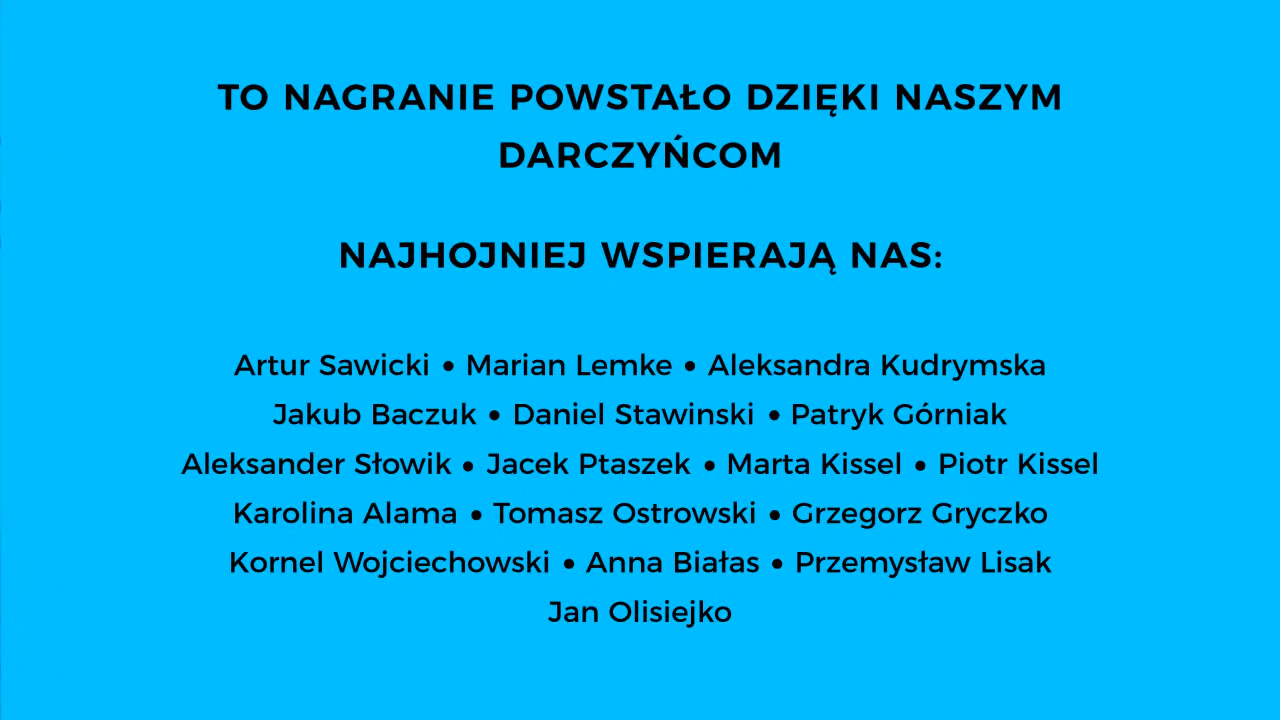 TO NAGRANIE POWSTAŁO DZIĘKI NASZYM
DARCZYŃCOM
NAJHOJNIEJ WSPIERAJĄ NAS:
Artur Sawicki • Marian Lemke • Aleksandra Kudrymska
Jakub Baczuk • Daniel Stawinski • Patryk Górniak
Aleksander Słowik • Jacek Ptaszek • Marta Kissel • Piotr Kissel
Karolina Alama • Tomasz Ostrowski • Grzegorz Gryczko
Kornel Wojciechowski • Anna Białas • Przemysław Lisak
Jan Olisiejko